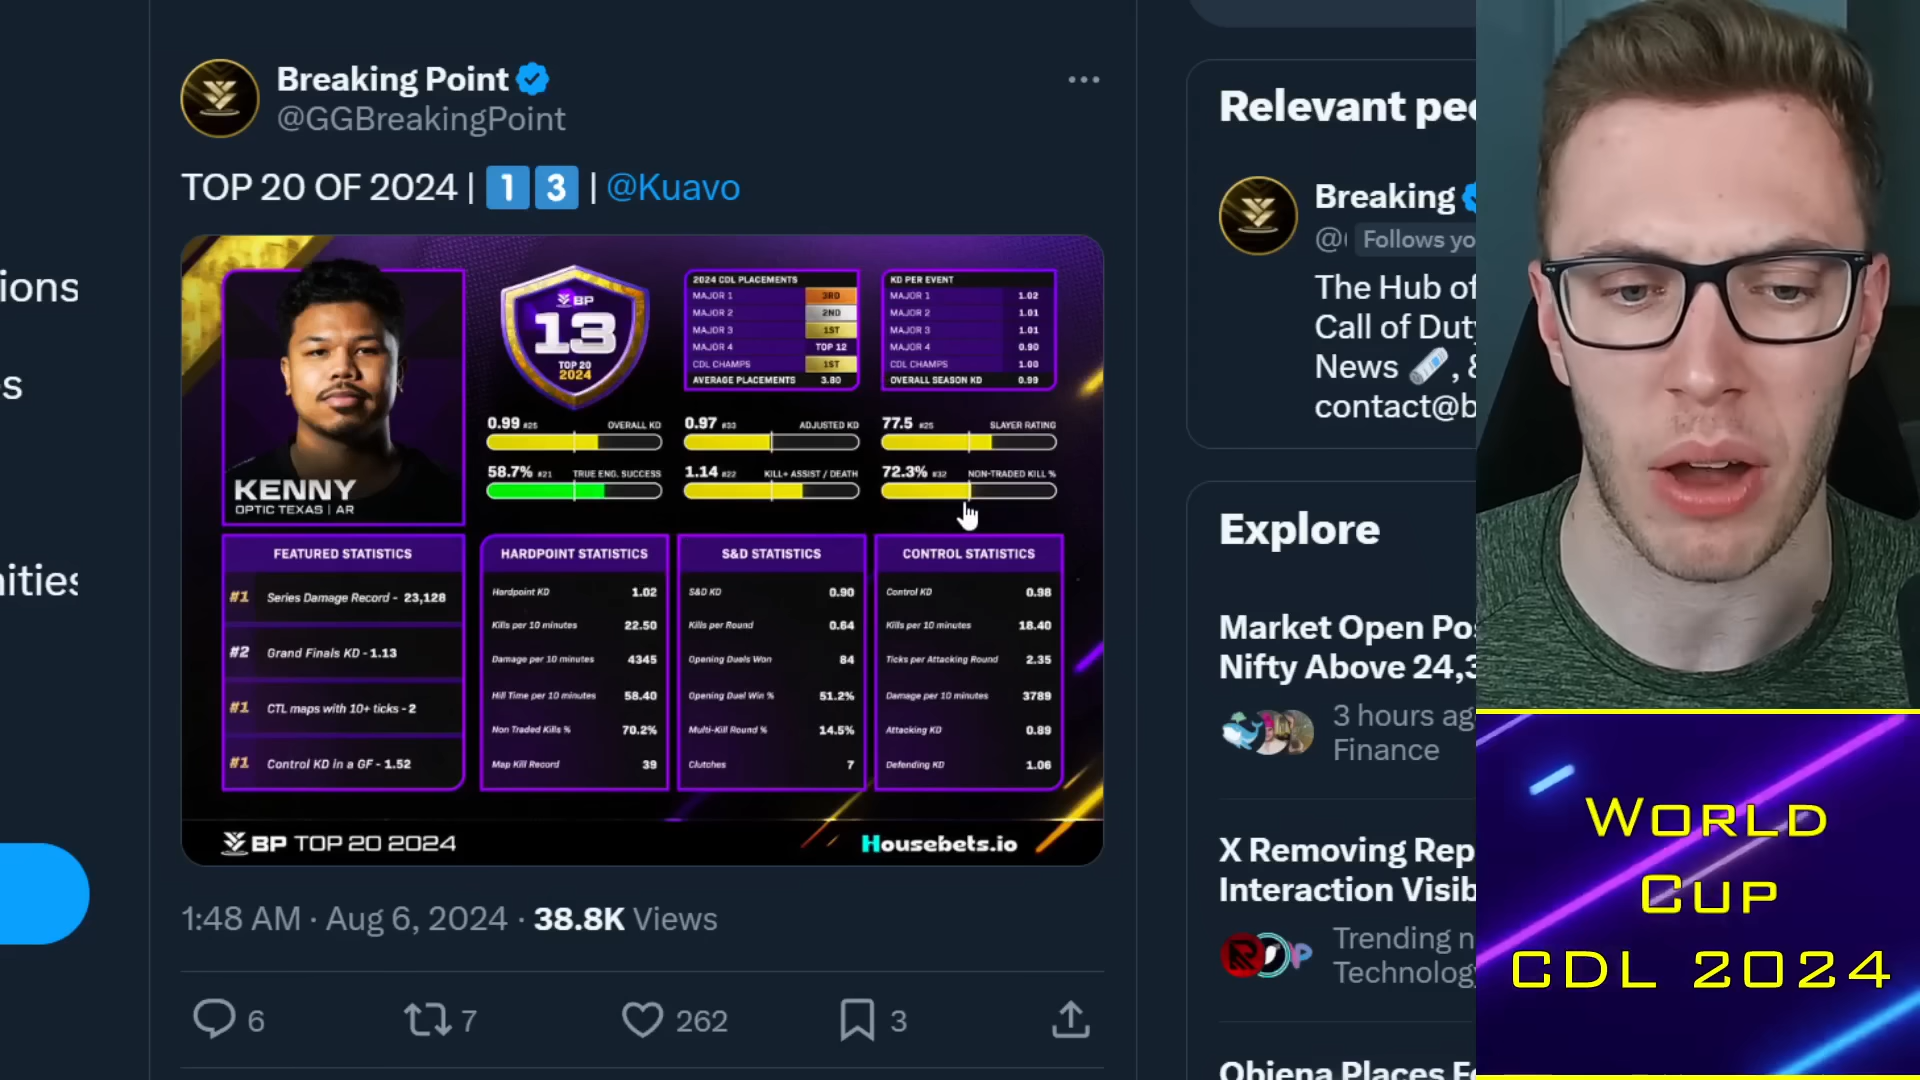 Breaking Point
@GGBreakingPoint
TOP 20 OF 2024 | 1 3 | @Kuavo
BP
13
TOP 20
2024
KENNY
OPTIC TEXAS | AR
2024 CDL PLACEMENTS
MAJOR 1 3RD
MAJOR 2 2ND
MAJOR 3 1ST
MAJOR 4 TOP 12
CDL CHAMPS 1ST
AVERAGE PLACEMENTS 3.80
KD PER EVENT
MAJOR 1 1.02
MAJOR 2 1.01
MAJOR 3 1.01
MAJOR 4 0.90
CDL CHAMPS 1.00
OVERALL SEASON KD 0.99
0.99 #25 OVERALL KD
0.97 #33 ADJUSTED KD
77.5 #25 SLAYER RATING
58.7% #21 TRUE ENG. SUCCESS
1.14 #22 KILL+ ASSIST / DEATH
72.3% #32 NON-TRADED KILL %
FEATURED STATISTICS
#1 Series Damage Record - 23,128
#2 Grand Finals KD - 1.13
#1 CTL maps with 10+ ticks - 2
#1 Control KD in a GF - 1.52
HARDPOINT STATISTICS
Hardpoint KD 1.02
Kills per 10 minutes 22.50
Damage per 10 minutes 4345
Hill Time per 10 minutes 58.40
Non Traded Kills % 70.2%
Map Kill Record 39
S&D STATISTICS
S&D KD 0.90
Kills per Round 0.64
Opening Duels Won 84
Opening Duel Win % 51.2%
Multi-Kill Round % 14.5%
Clutches 7
CONTROL STATISTICS
Control KD 0.98
Kills per 10 minutes 18.40
Ticks per Attacking Round 2.35
Damage per 10 minutes 3789
Attacking KD 0.89
Defending KD 1.06
BP TOP 20 2024
Housebets.io
1:48 AM · Aug 6, 2024 · 38.8K Views
6 7 262 3
ions
s
nities
Relevant peo
Breaking
@ Follows yo
The Hub of
Call of Duty
News &
contact@b
Explore
Market Open Pos
Nifty Above 24,3
3 hours ag
Finance
X Removing Rep
Interaction Visib
Trending n
Technology
Objena Places Fo
WORLD
CUP
CDL 2024